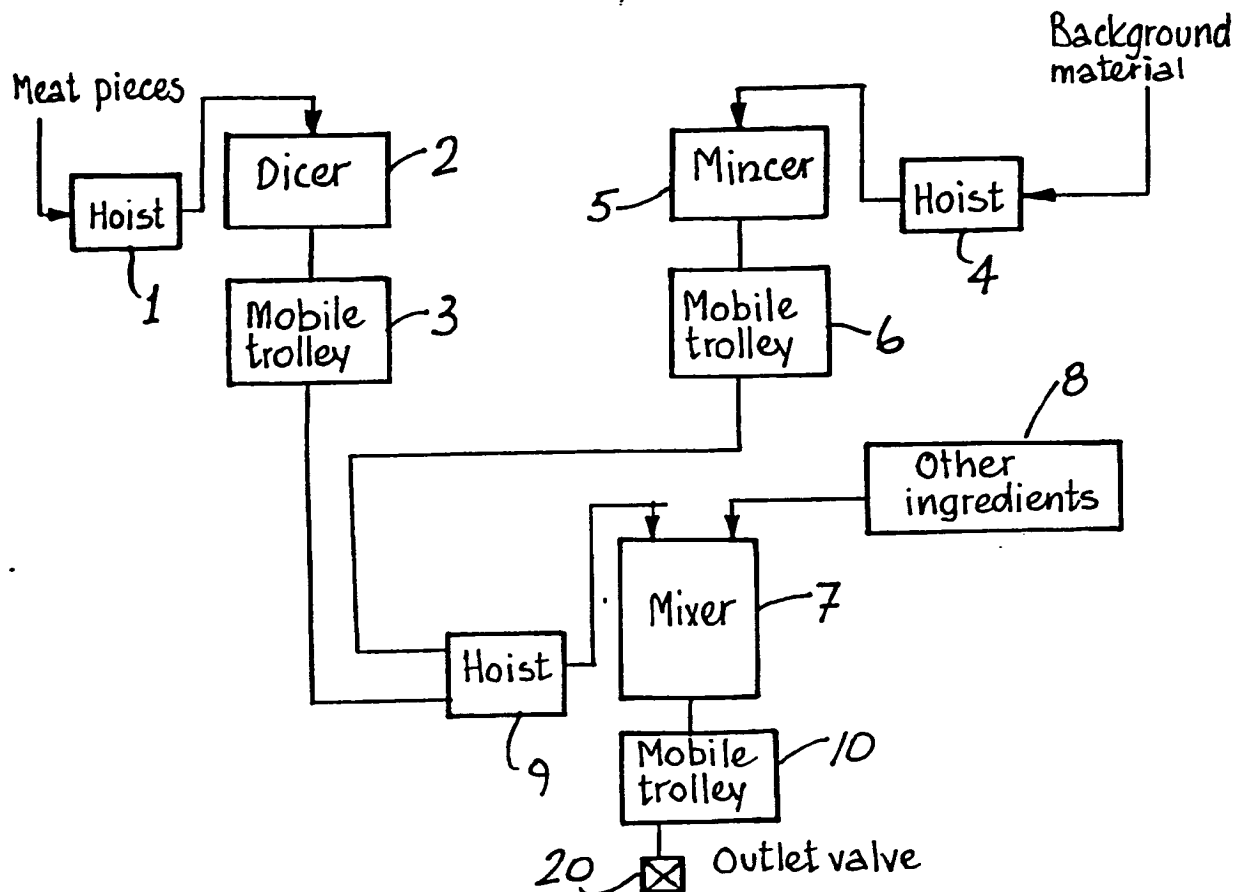 Background
material
Meat pieces
Dicer
2
Mincer
5
Hoist
1
Hoist
4
Mobile
trolley
3
Mobile
trolley
6
8
Other
ingredients
Mixer
7
Hoist
9
Mobile
trolley
10
20
Outlet valve